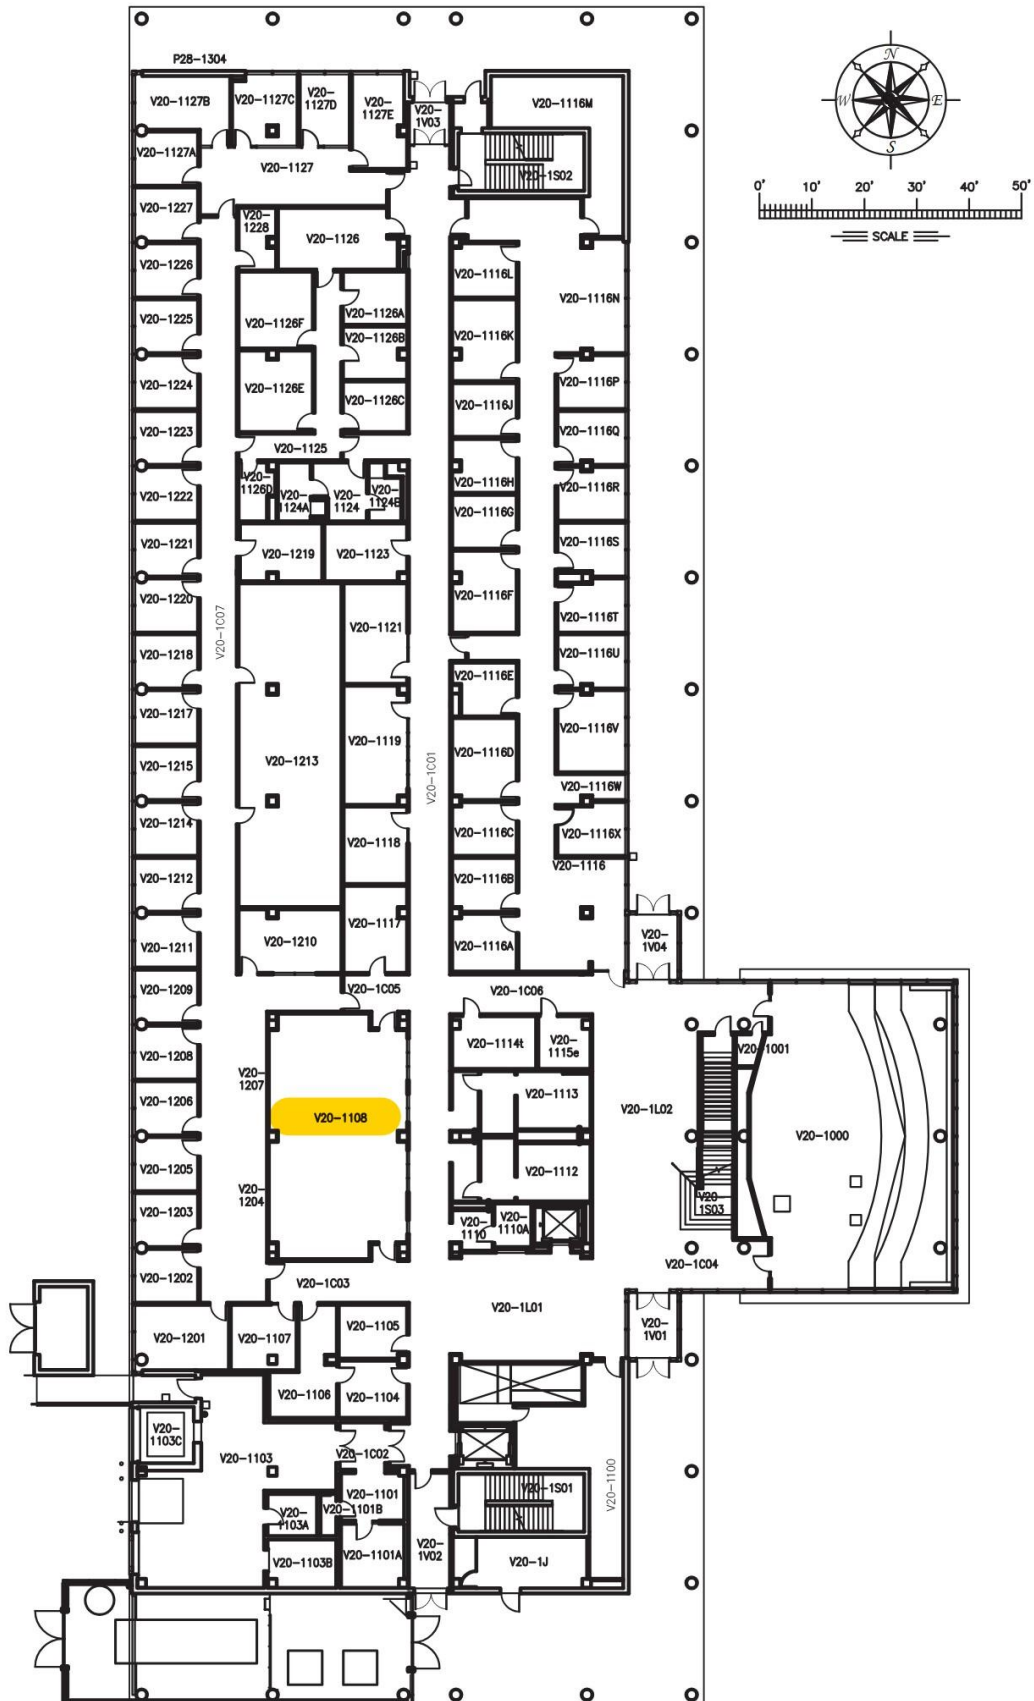 P28-1304
V20-1127B
V20-
1127C
V20-
1127D
V20-
1127E
V20-
1V03
V20-1116M
N
W
E
S
V20-1127A
V20-1127
V20-1S02
0'
10'
20'
30'
40'
50'
SCALE
V20-1227
V20-
1228
V20-1126
V20-1226
V20-1116L
V20-1116N
V20-1225
V20-1126F
V20-1126A
V20-1126B
V20-1116K
V20-1224
V20-1126E
V20-1126C
V20-1116J
V20-1116P
V20-1223
V20-1125
V20-1116Q
V20-1222
V20-
1126D
V20-
1124A
V20-
1124
V20-
1124B
V20-1116H
V20-1116R
V20-1116G
V20-1221
V20-1219
V20-1123
V20-1116S
V20-1220
V20-1116F
V20-1116T
V20-1C07
V20-1121
V20-1218
V20-1116E
V20-1116U
V20-1217
V20-1119
V20-1116V
V20-1215
V20-1213
V20-1C01
V20-1116D
V20-1116W
V20-1214
V20-1118
V20-1116C
V20-1116X
V20-1116
V20-1212
V20-1116B
V20-1211
V20-1210
V20-1117
V20-1116A
V20-
1V04
V20-1209
V20-1C05
V20-1C06
V20-1208
V20-1114t
V20-
1115e
V20-1001
V20-
1207
V20-1206
V20-1108
V20-1113
V20-1L02
V20-1000
V20-1205
V20-
1204
V20-1112
V20-
1S03
V20-1203
V20-
1110
V20-
1110A
V20-1202
V20-1C03
V20-1C04
V20-1L01
V20-1201
V20-1107
V20-1105
V20-
1V01
V20-1106
V20-1104
V20-
1103C
V20-1103
V20-1C02
V20-1100
V20-1101
V20-1S01
V20-
1103A
V20-
1101B
V20-1103B
V20-1101A
V20-
1V02
V20-1J